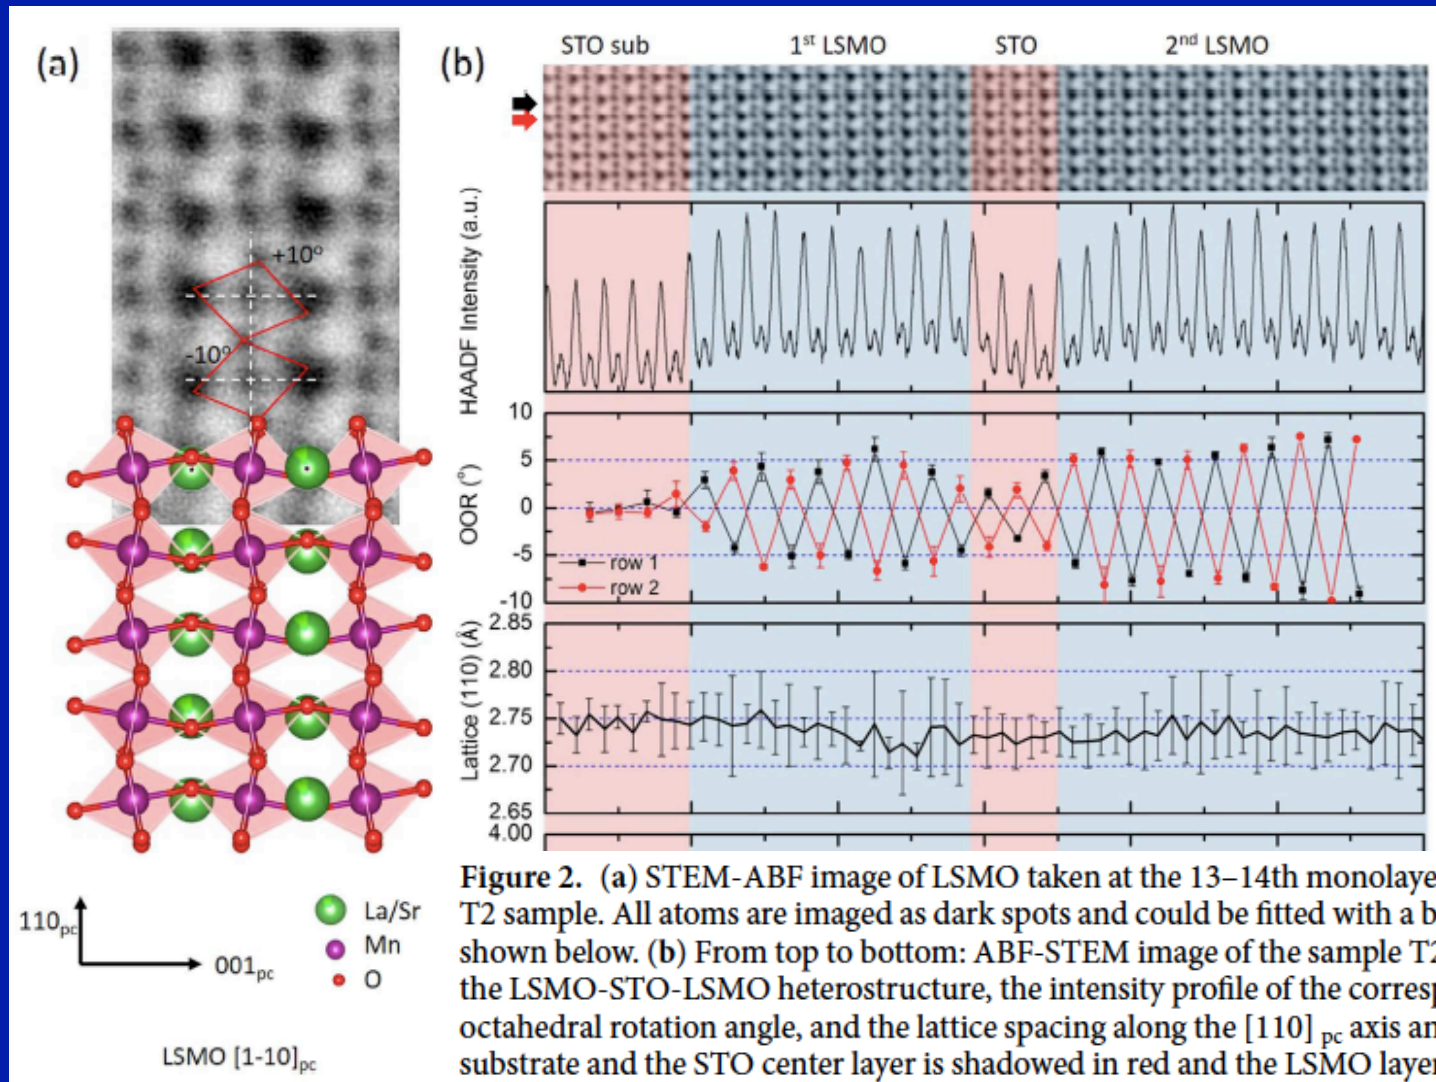 (a)
+10°
-10°
110pc
001pc
La/Sr
Mn
O
LSMO [1-10]pc
(b)
STO sub
1st LSMO
STO
2nd LSMO
HAADF Intensity (a.u.)
OOR (°)
10
5
0
-5
-10
row 1
row 2
Lattice (110) (Å)
2.85
2.80
2.75
2.70
2.65
4.00
Figure 2. (a) STEM-ABF image of LSMO taken at the 13–14th monolaye
T2 sample. All atoms are imaged as dark spots and could be fitted with a b
shown below. (b) From top to bottom: ABF-STEM image of the sample T2
the LSMO-STO-LSMO heterostructure, the intensity profile of the corresp
octahedral rotation angle, and the lattice spacing along the [110] pc axis an
substrate and the STO center layer is shadowed in red and the LSMO layer